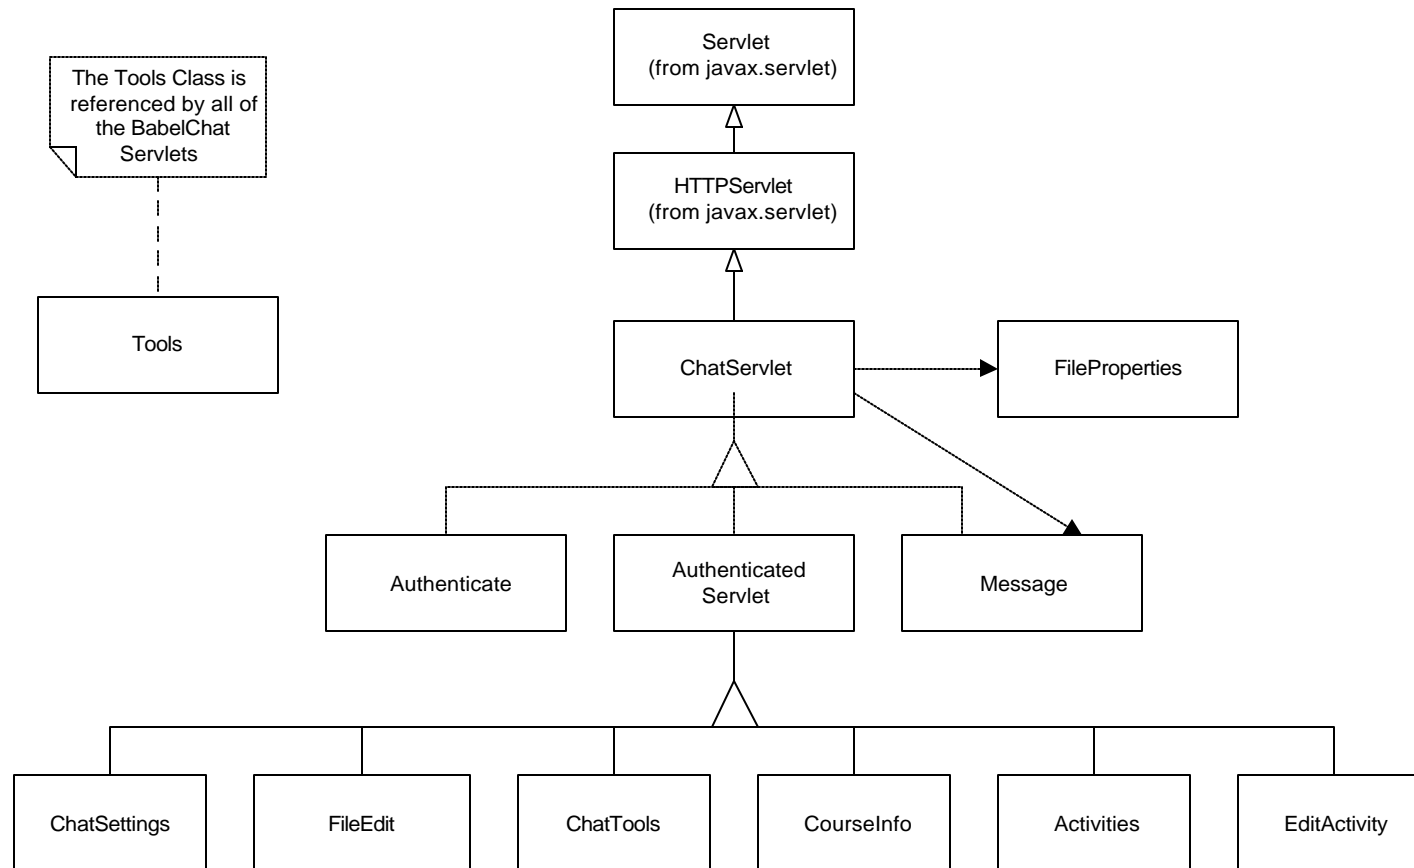 Servlet
(from javax.servlet)
The Tools Class is
referenced by all of
the BabelChat
Servlets
HTTPServlet
(from javax.servlet)
Tools
ChatServlet
FileProperties
Authenticate
Authenticated
Servlet
Message
ChatSettings
FileEdit
ChatTools
CourseInfo
Activities
EditActivity